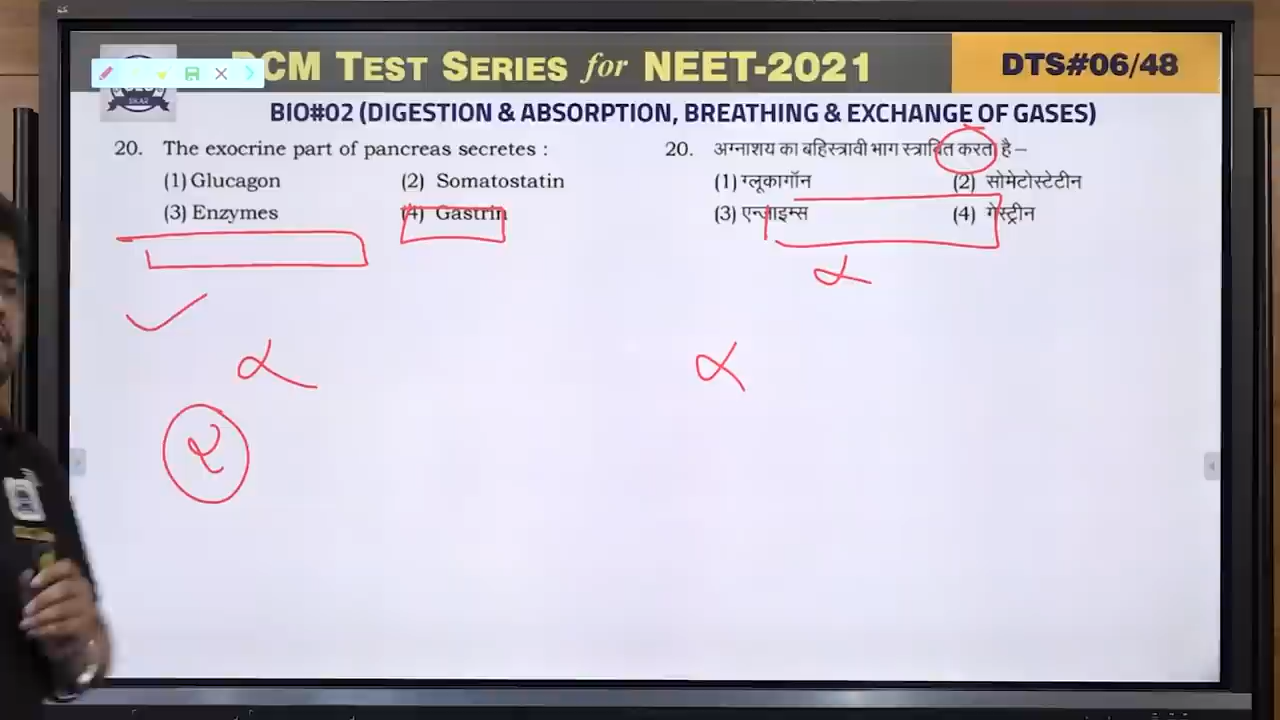 DCM TEST SERIES for NEET-2021
DTS#06/48
BIO#02 (DIGESTION & ABSORPTION, BREATHING & EXCHANGE OF GASES)
20. The exocrine part of pancreas secretes :
(1) Glucagon (2) Somatostatin
(3) Enzymes (4) Gastrin
20. अग्नाशय का बहिस्त्रावी भाग स्त्रावित करता है –
(1) ग्लूकागॉन (2) सोमेटोस्टेटीन
(3) एन्जाइम्स (4) गेस्ट्रीन
α
α
α